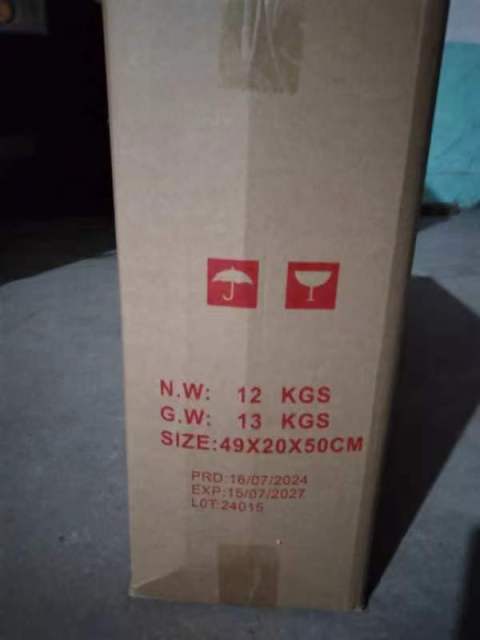 N.W: 12 KGS
G.W: 13 KGS
SIZE:49X20X50CM
PRD:16/07/2024
EXP:15/07/2027
LOT:24015